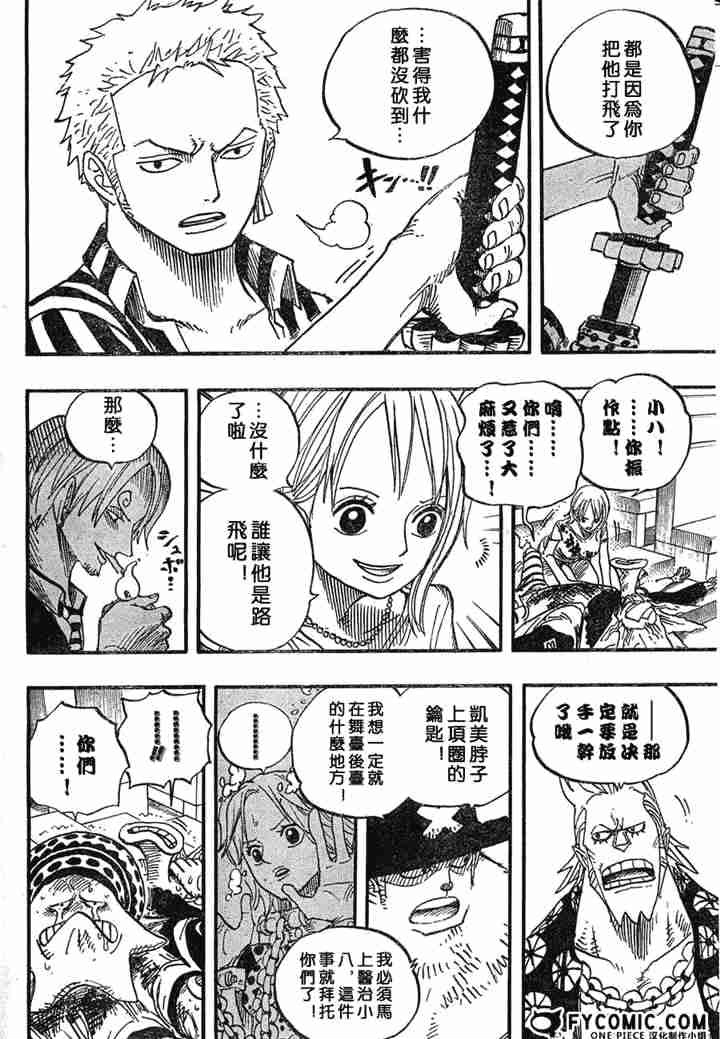 都是因為你
把他打飛了
…害得我什
麼都沒砍到…
キン…!!
小八！
……你振
作點！
唷……
你們…
又惹了大
麻煩了…！
…沒什麼
了啦
誰讓他是路
飛呢！
那麼…
シュボ
——那
就是決
定要放
手一幹
了哦
凱美脖子
上項圈的
鑰匙！
我想一定就
在舞臺後臺
的什麼地方！
我必須馬
上醫治小
八，這件
事就拜托
你們了！
…………
…………!!
你們
……
M
FYCOMIC.COM
ONE PIECE 汉化制作小组